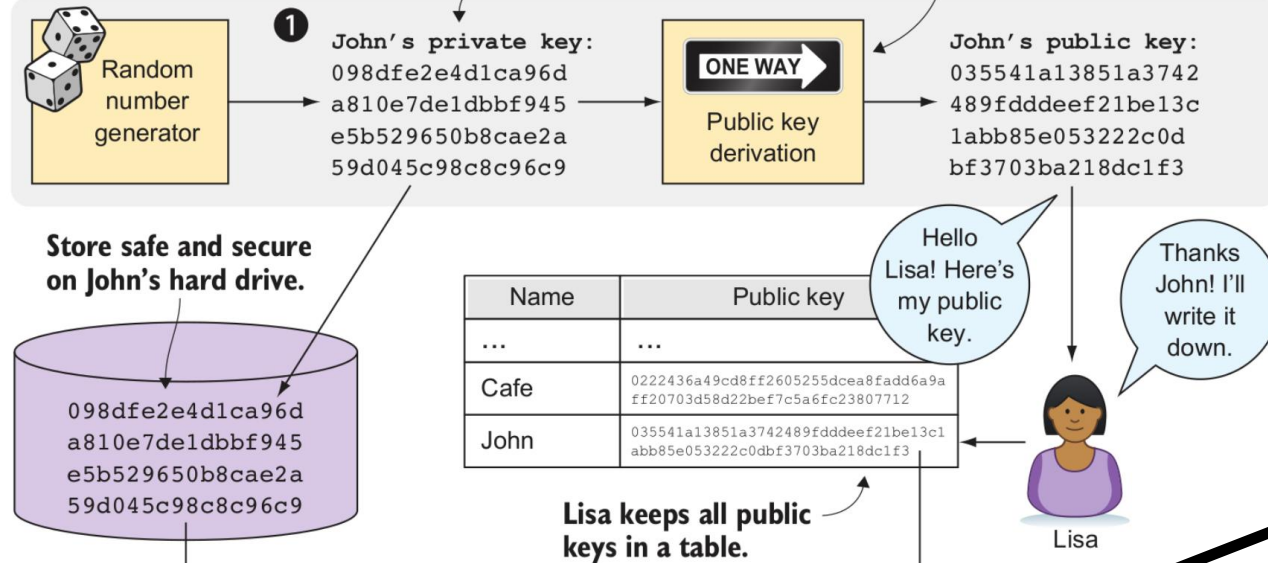 1
John's private key:
098dfe2e4d1ca96d
a810e7de1dbbf945
e5b529650b8cae2a
59d045c98c8c96c9
Random
number
generator
ONE WAY
Public key
derivation
John's public key:
035541a13851a3742
489fdddeef21be13c
1abb85e053222c0d
bf3703ba218dc1f3
Store safe and secure
on John's hard drive.
098dfe2e4d1ca96d
a810e7de1dbbf945
e5b529650b8cae2a
59d045c98c8c96c9
Hello
Lisa! Here's
my public
key.
Thanks
John! I'll
write it
down.
Name Public key
... ...
Cafe 0222436a49cd8ff2605255dcea8fadd6a9a
ff20703d58d22bef7c5a6fc23807712
John 035541a13851a3742489fdddeef21be13c1
abb85e053222c0dbf3703ba218dc1f3
Lisa keeps all public
keys in a table.
Lisa